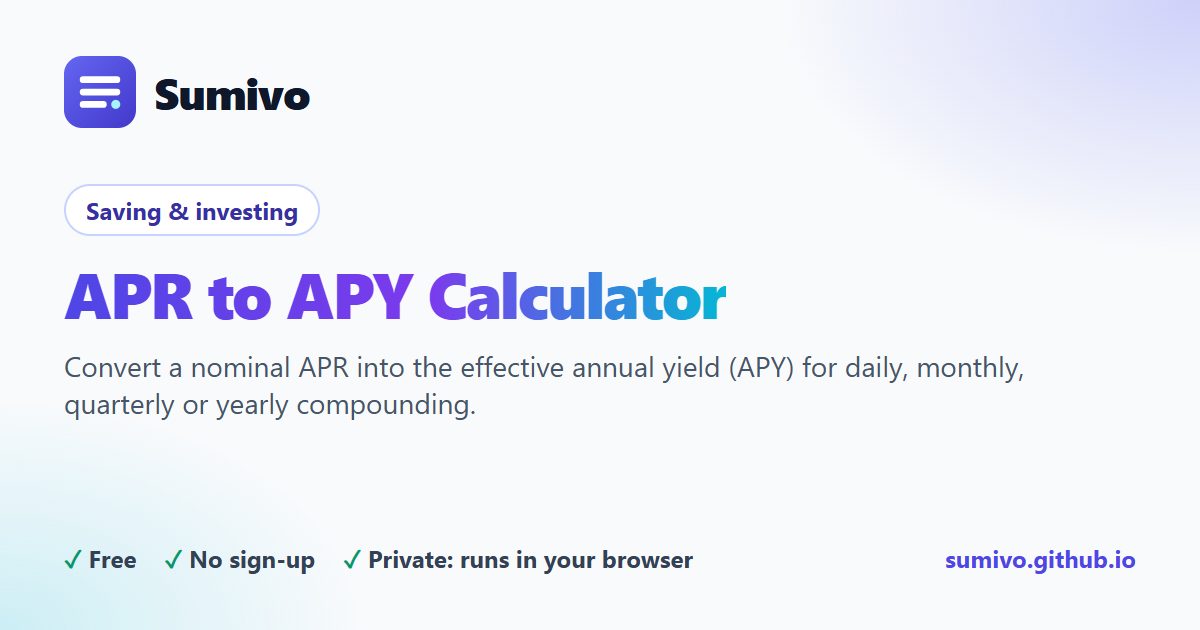 Sumivo
Saving & investing
APR to APY Calculator
Convert a nominal APR into the effective annual yield (APY) for daily, monthly,
quarterly or yearly compounding.
✓ Free ✓ No sign-up ✓ Private: runs in your browser
sumivo.github.io